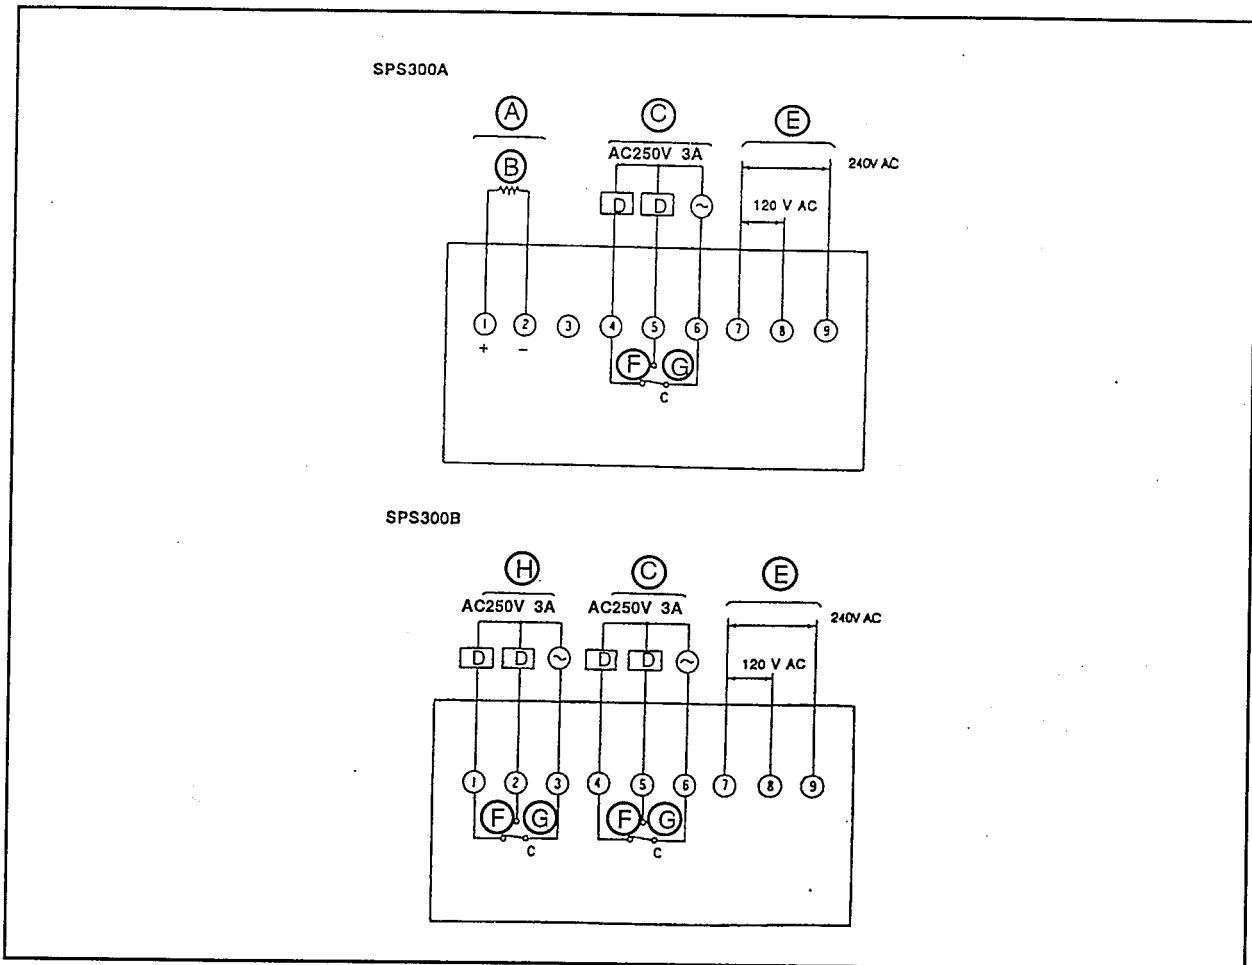 SPS300A
A C E
AC250V 3A 240V AC
B
D D ~ 120 V AC
1 2 3 4 5 6 7 8 9
+ −
F G
C
SPS300B
H C E
AC250V 3A AC250V 3A 240V AC
D D ~ D D ~ 120 V AC
1 2 3 4 5 6 7 8 9
F G F G
C C